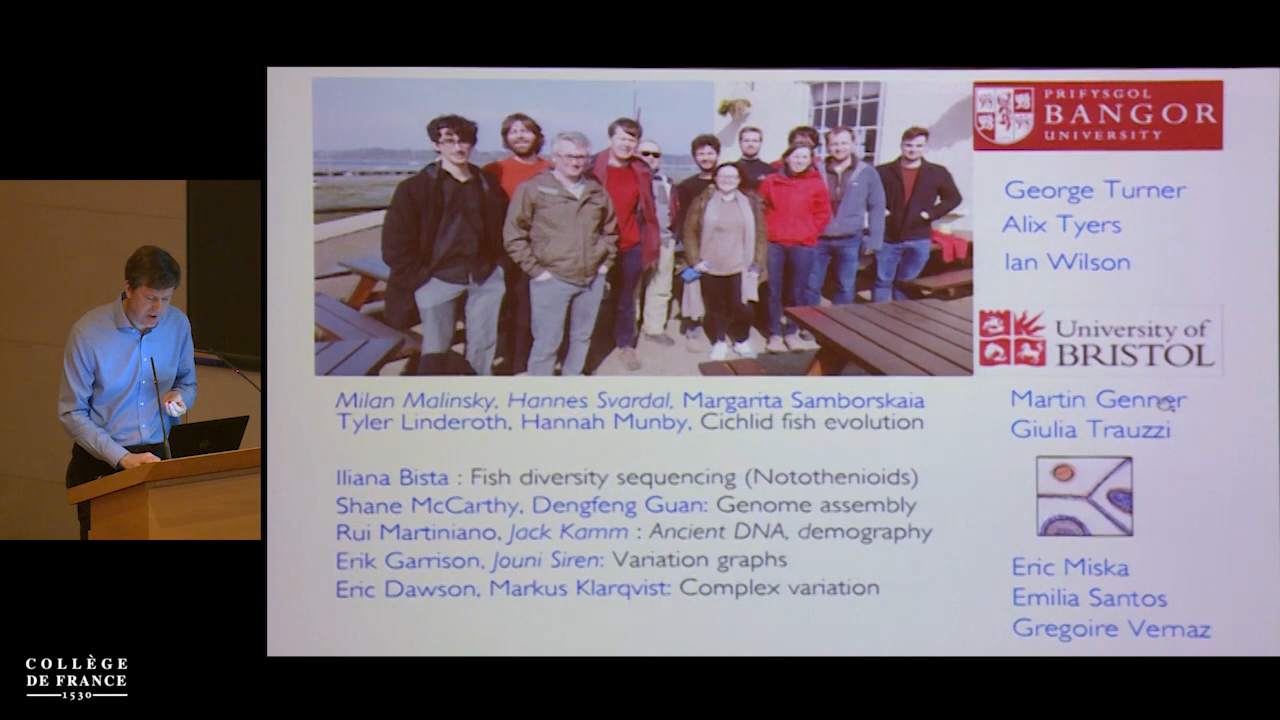 PRIFYSGOL
BANGOR
UNIVERSITY
George Turner
Alix Tyers
Ian Wilson
University of
BRISTOL
Martin Genner
Giulia Trauzzi
Eric Miska
Emilia Santos
Gregoire Vernaz
Milan Malinsky, Hannes Svardal, Margarita Samborskaia
Tyler Linderoth, Hannah Munby, Cichlid fish evolution
Iliana Bista : Fish diversity sequencing (Notothenioids)
Shane McCarthy, Dengfeng Guan: Genome assembly
Rui Martiniano, Jack Kamm : Ancient DNA, demography
Erik Garrison, Jouni Siren: Variation graphs
Eric Dawson, Markus Klarqvist: Complex variation
COLLÈGE
DE FRANCE
1530